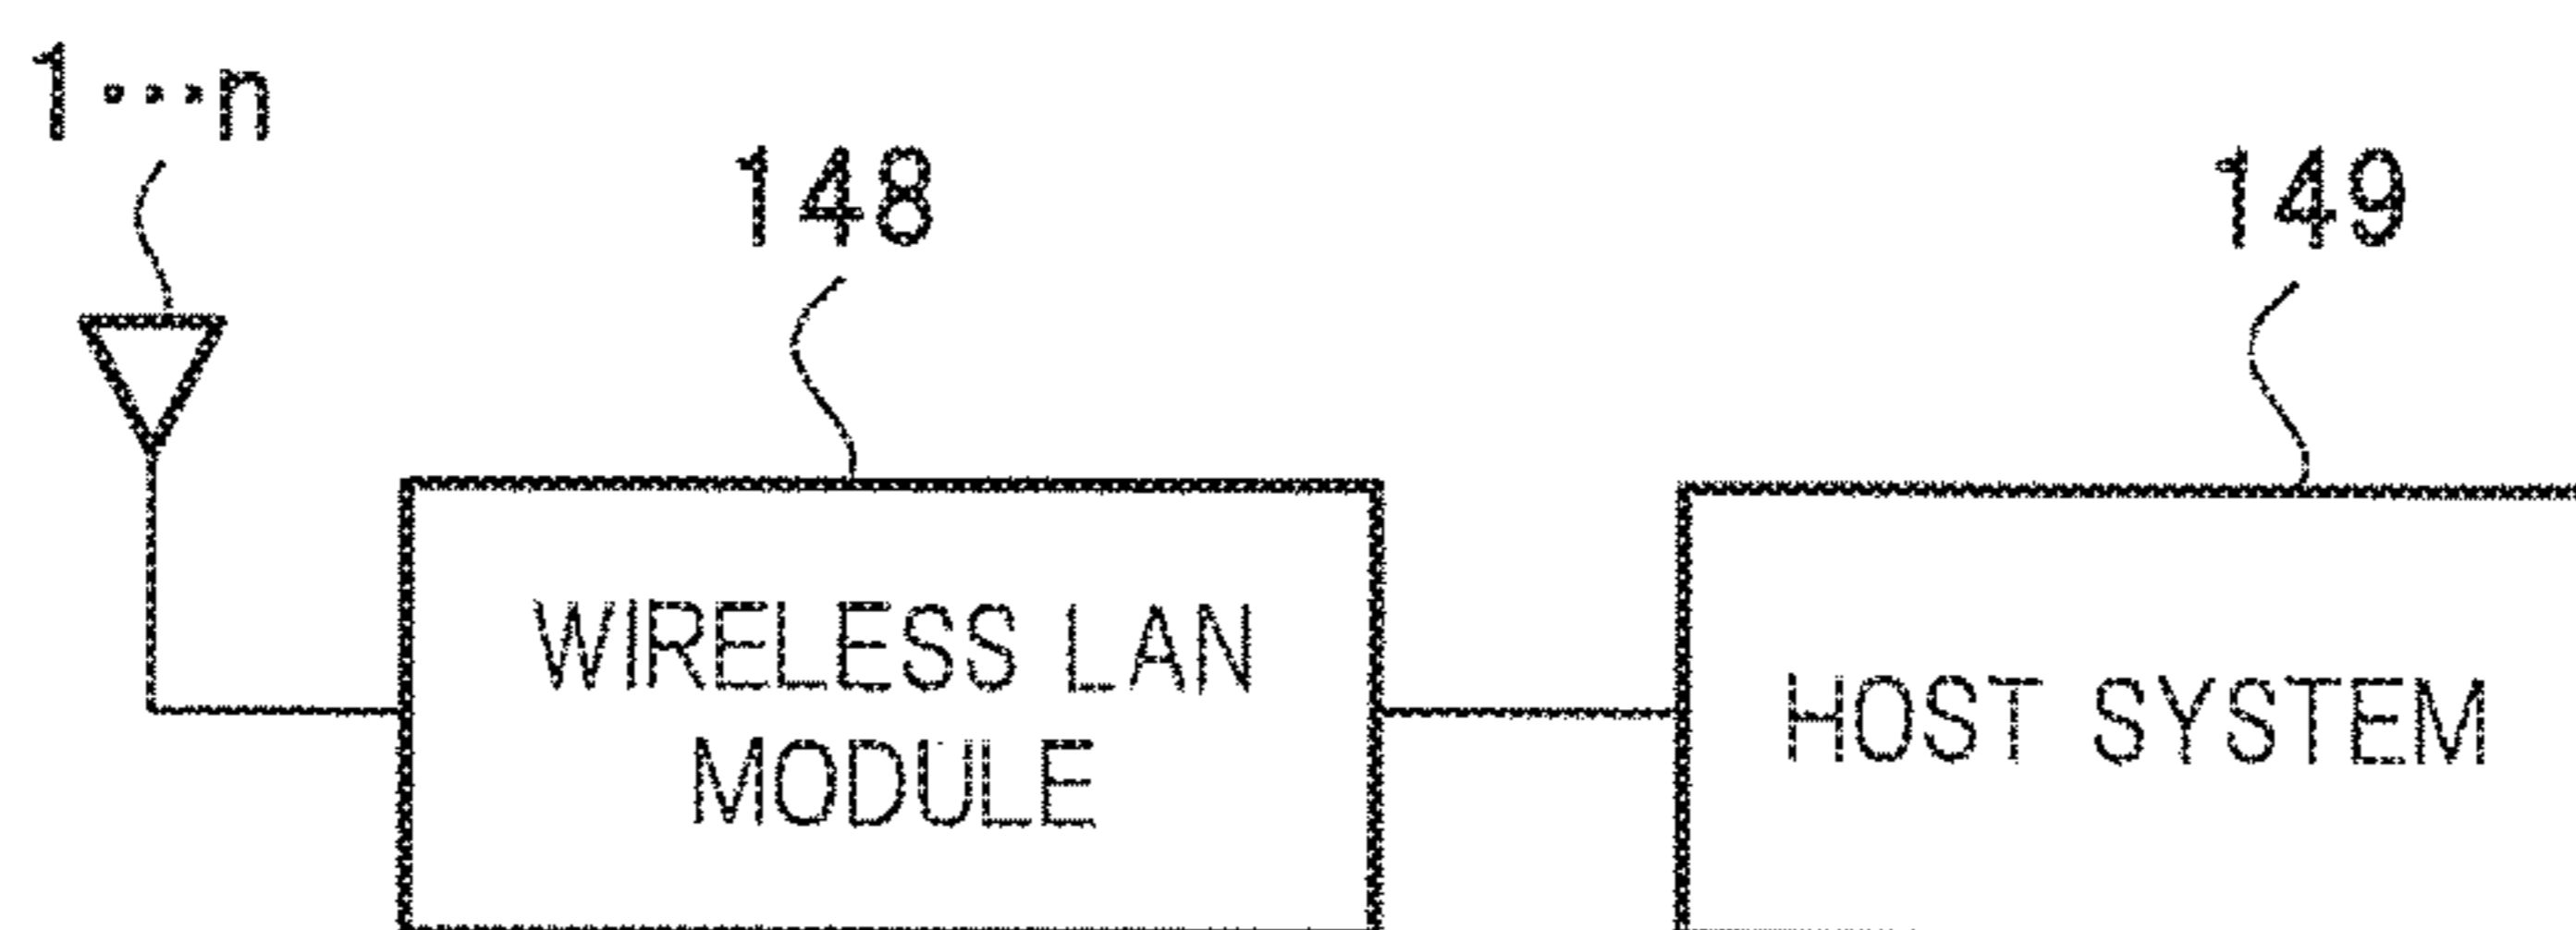 1···n
148
149
WIRELESS LAN
MODULE
HOST SYSTEM